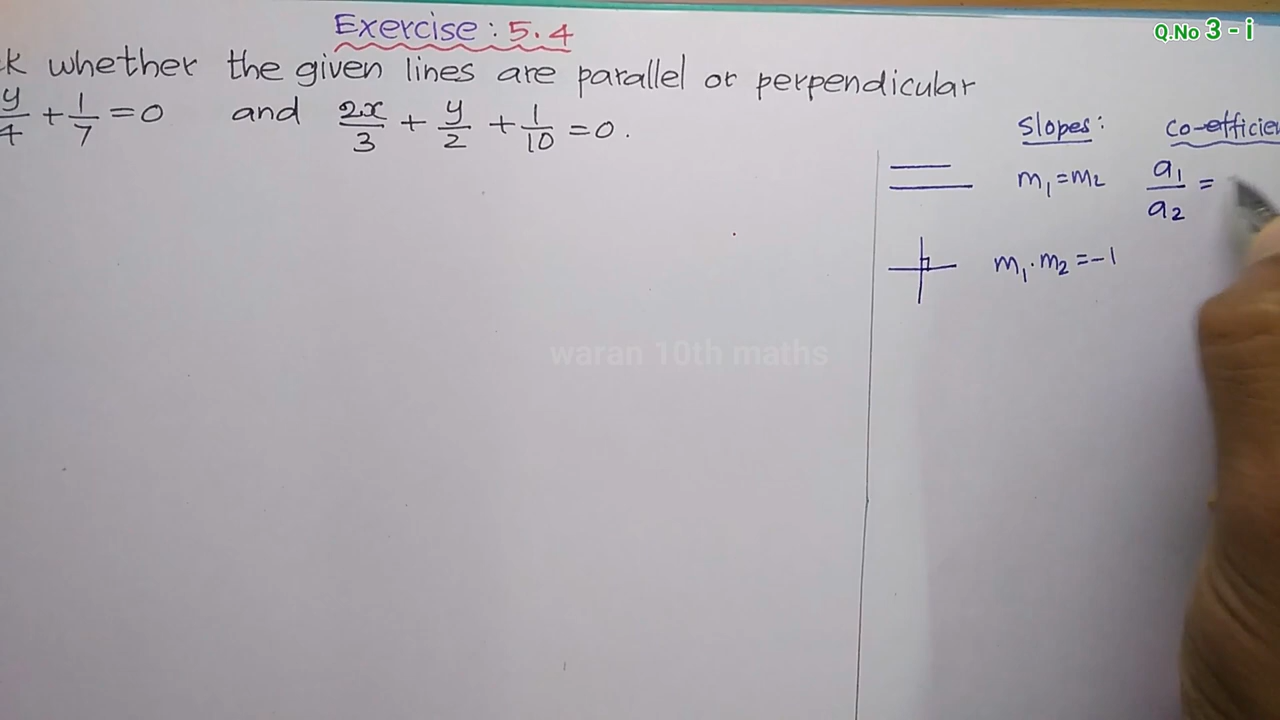 Exercise : 5.4
Q.No 3 - i
k whether the given lines are parallel or perpendicular
y/4 + 1/7 = 0 and 2x/3 + y/2 + 1/10 = 0.
Slopes: Co-efficien
m₁ = m₂ a₁/a₂ =
m₁ . m₂ = -1
waran 10th maths